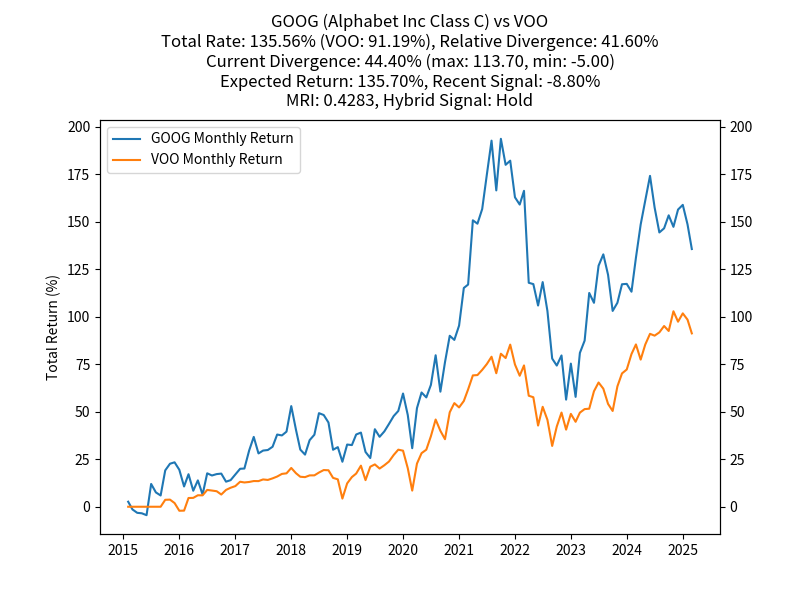 GOOG (Alphabet Inc Class C) vs VOO
Total Rate: 135.56% (VOO: 91.19%), Relative Divergence: 41.60%
Current Divergence: 44.40% (max: 113.70, min: -5.00)
Expected Return: 135.70%, Recent Signal: -8.80%
MRI: 0.4283, Hybrid Signal: Hold
GOOG Monthly Return
VOO Monthly Return
Total Return (%)
200
175
150
125
100
75
50
25
0
200
175
150
125
100
75
50
25
0
2015 2016 2017 2018 2019 2020 2021 2022 2023 2024 2025